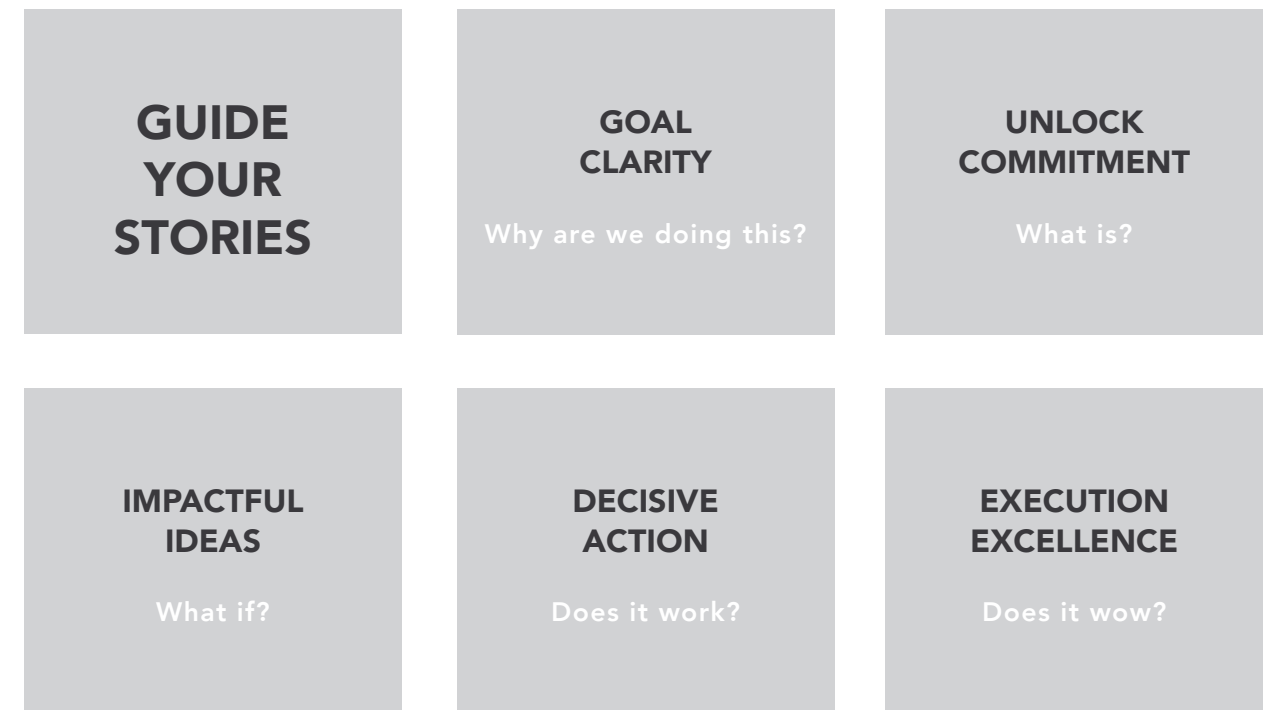 GUIDE
YOUR
STORIES
GOAL
CLARITY
Why are we doing this?
UNLOCK
COMMITMENT
What is?
IMPACTFUL
IDEAS
What if?
DECISIVE
ACTION
Does it work?
EXECUTION
EXCELLENCE
Does it wow?